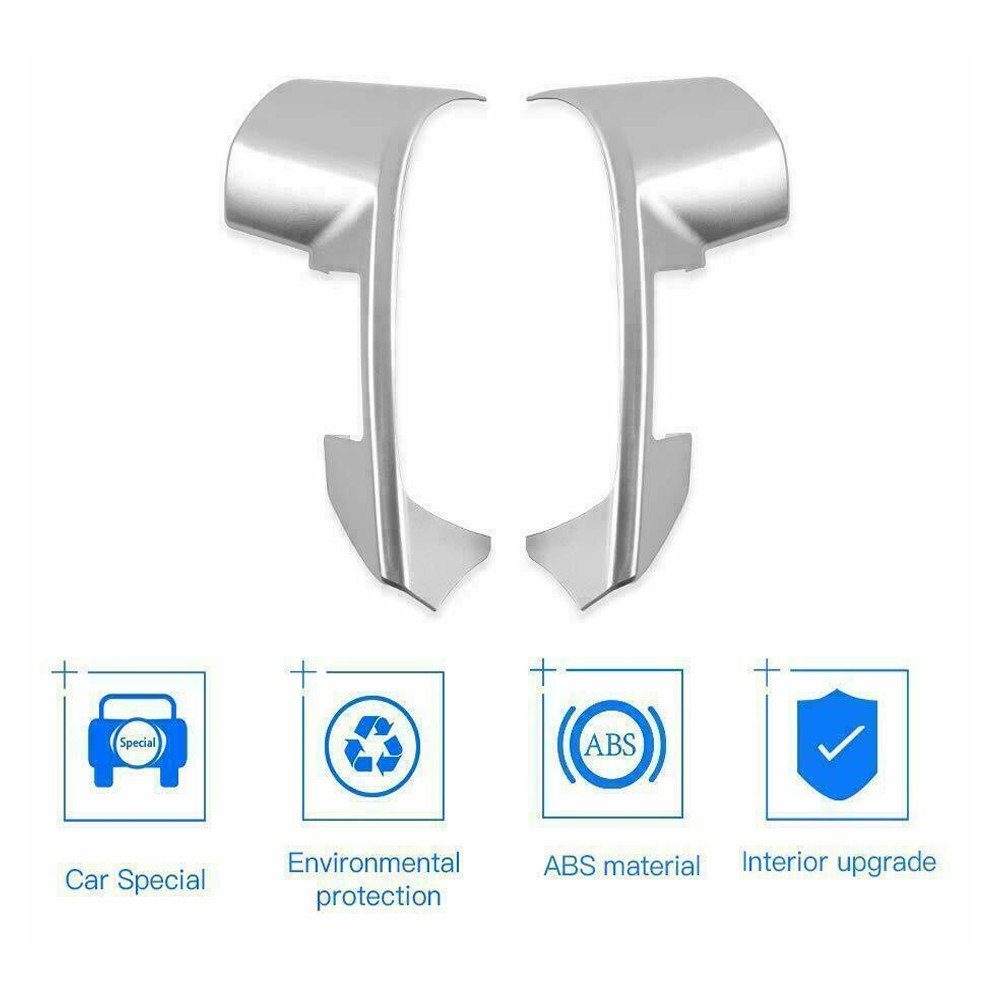 Special
ABS
Car Special
Environmental
protection
ABS material
Interior upgrade